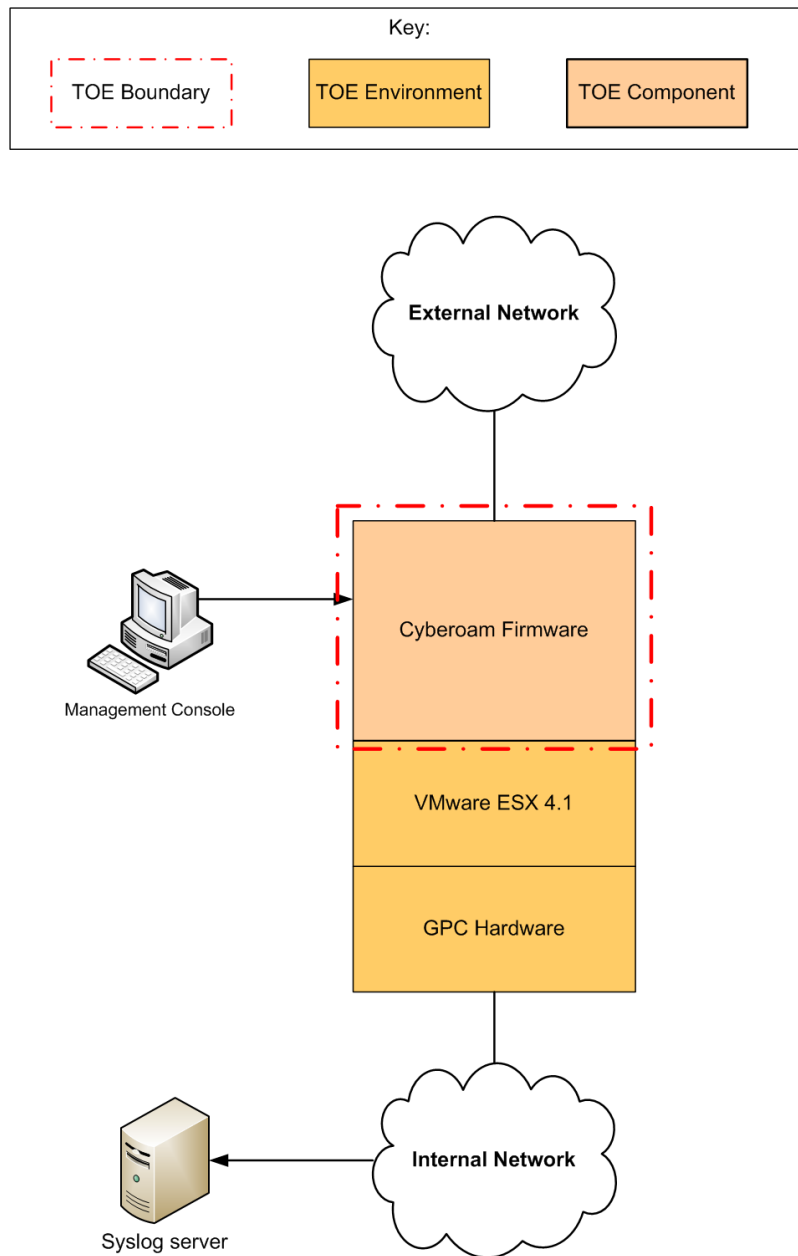 Key:
TOE Boundary
TOE Environment
TOE Component
External Network
Cyberoam Firmware
Management Console
VMware ESX 4.1
GPC Hardware
Internal Network
Syslog server